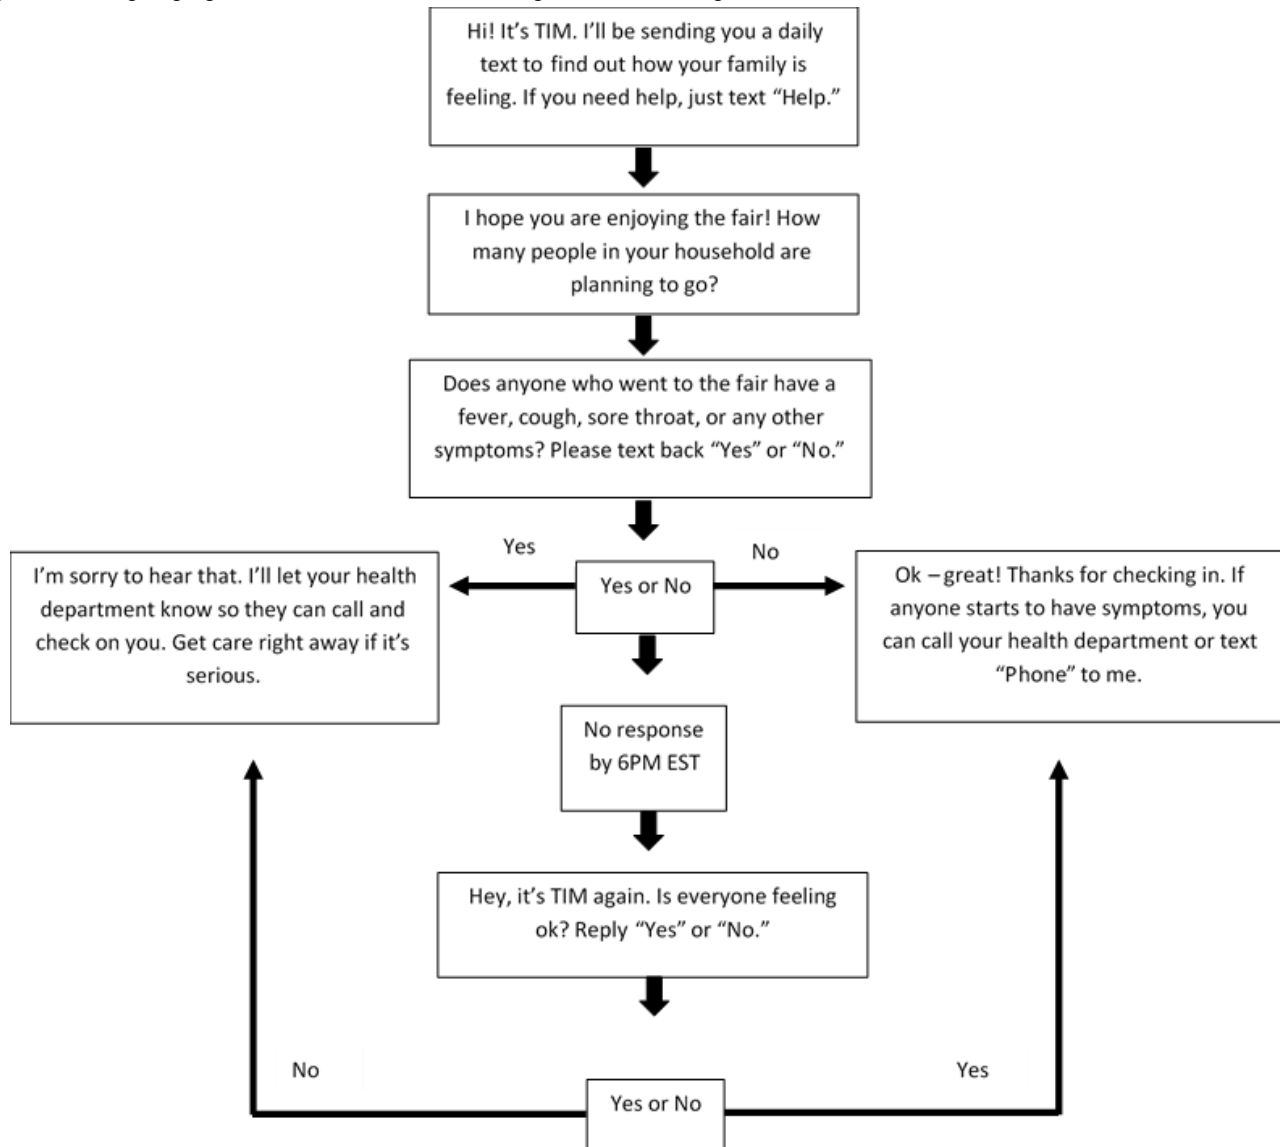 Hi! It’s TIM. I’ll be sending you a daily
text to find out how your family is
feeling. If you need help, just text “Help.”
I hope you are enjoying the fair! How
many people in your household are
planning to go?
Does anyone who went to the fair have a
fever, cough, sore throat, or any other
symptoms? Please text back “Yes” or “No.”
Yes
No
Yes or No
I’m sorry to hear that. I’ll let your health
department know so they can call and
check on you. Get care right away if it’s
serious.
Ok – great! Thanks for checking in. If
anyone starts to have symptoms, you
can call your health department or text
“Phone” to me.
No response
by 6PM EST
Hey, it’s TIM again. Is everyone feeling
ok? Reply “Yes” or “No.”
No
Yes
Yes or No